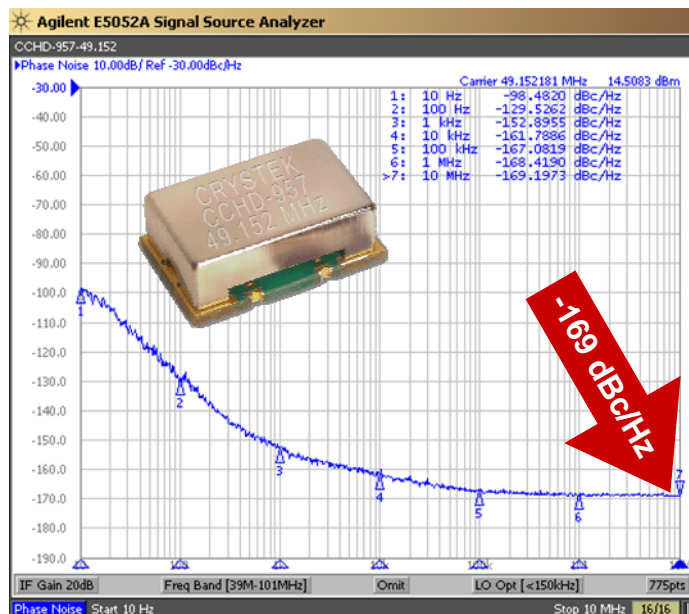 Agilent E5052A Signal Source Analyzer
CCHD-957-49.152
Phase Noise 10.00dB/ Ref -30.00dBc/Hz
Carrier 49.152181 MHz 14.5083 dBm
1: 10 Hz -98.4820 dBc/Hz
2: 100 Hz -129.5262 dBc/Hz
3: 1 kHz -152.8955 dBc/Hz
4: 10 kHz -161.7886 dBc/Hz
5: 100 kHz -167.0819 dBc/Hz
6: 1 MHz -168.4190 dBc/Hz
>7: 10 MHz -169.1973 dBc/Hz
-30.00
-40.00
-50.00
-60.00
-70.00
-80.00
-90.00
-100.0
-110.0
-120.0
-130.0
-140.0
-150.0
-160.0
-170.0
-180.0
-190.0
CRYSTEK
CCHD-957
49.152 MHz
-169 dBc/Hz
1
2
3
4
5
6
7
IF Gain 20dB Freq Band [39M-101MHz] Omit LO Opt [<150kHz] 775pts
Phase Noise Start 10 Hz Stop 10 MHz 16/16